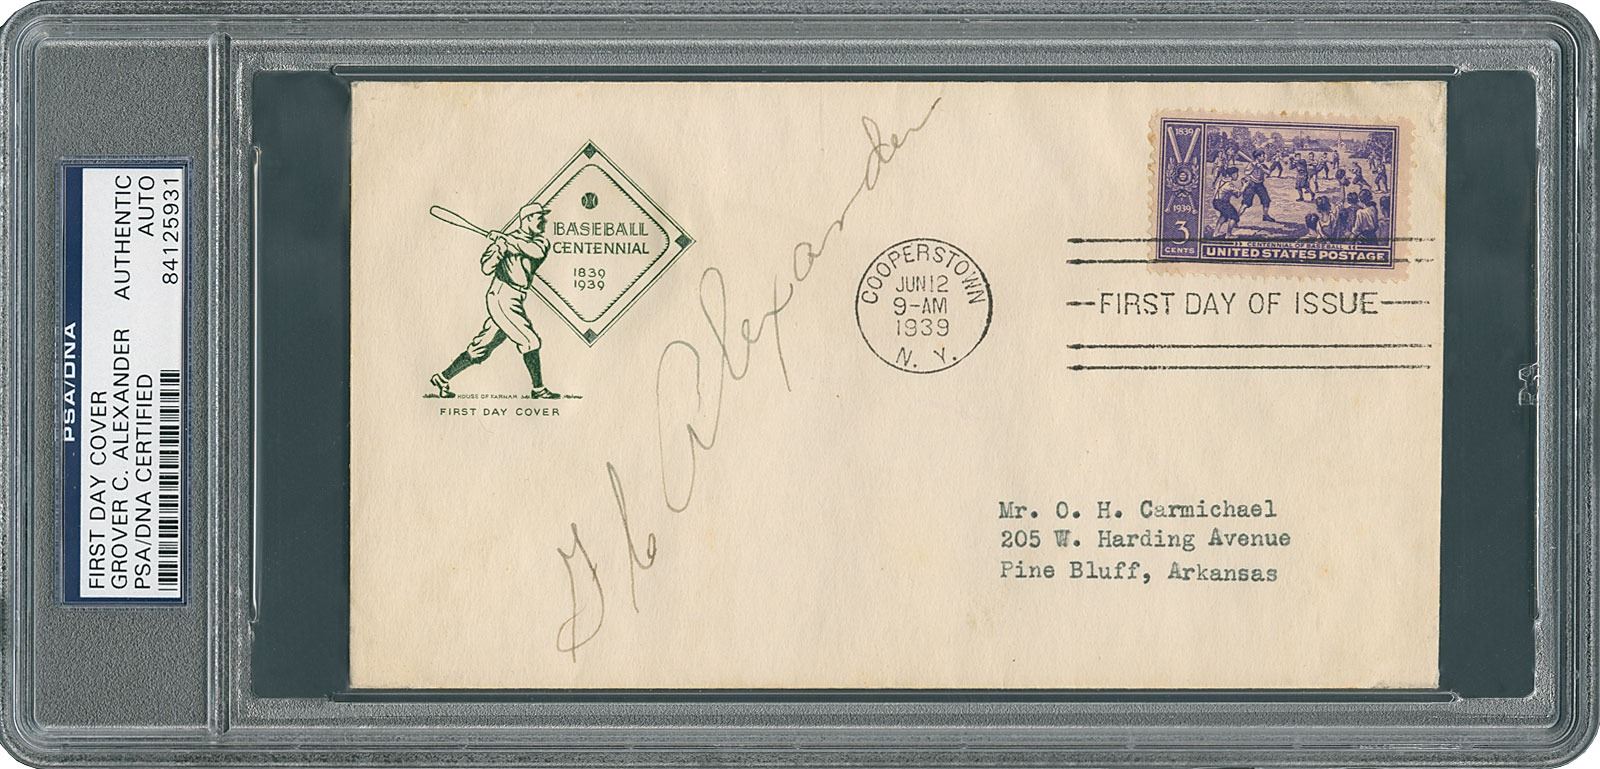 PSA/DNA
FIRST DAY COVER
GROVER C. ALEXANDER AUTHENTIC
PSA/DNA CERTIFIED AUTO
84125931
BASEBALL
CENTENNIAL
1839
1939
HOUSE OF FARNAM
FIRST DAY COVER
G C Alexander
COOPERSTOWN
JUN 12
9-AM
1939
N. Y.
1839
1939
3
CENTS
CENTENNIAL OF BASEBALL
UNITED STATES POSTAGE
FIRST DAY OF ISSUE
Mr. O. H. Carmichael
205 W. Harding Avenue
Pine Bluff, Arkansas
PSA